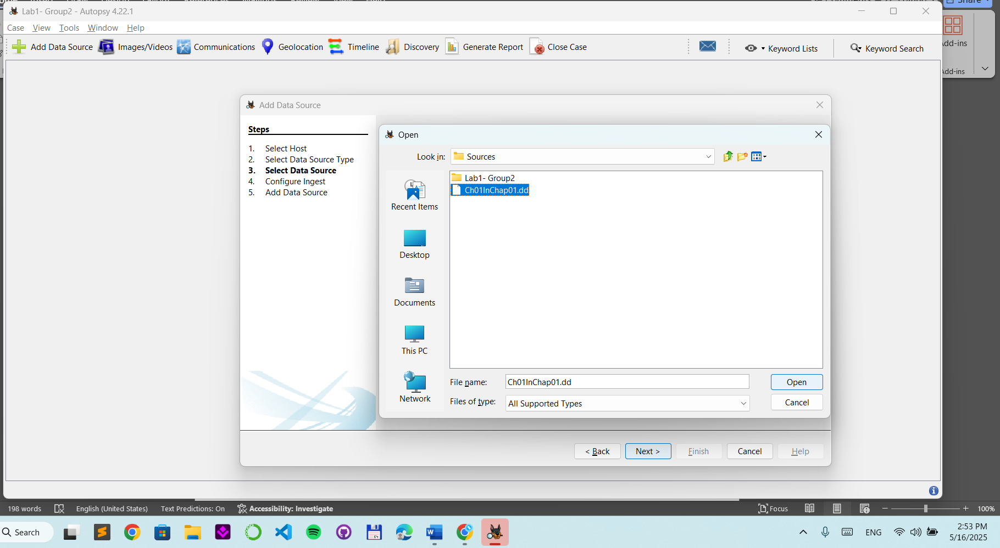 Lab1- Group2 - Autopsy 4.22.1
Share
Case View Tools Window Help
Add Data Source Images/Videos Communications Geolocation Timeline Discovery Generate Report Close Case Keyword Lists Keyword Search
Add-ins
Add-ins
Add Data Source
Steps
1. Select Host
2. Select Data Source Type
3. Select Data Source
4. Configure Ingest
5. Add Data Source
Open
Look in: Sources
Lab1- Group2
Ch01InChap01.dd
Recent Items
Desktop
Documents
This PC
Network
File name: Ch01InChap01.dd Open
Files of type: All Supported Types Cancel
< Back Next > Finish Cancel Help
198 words English (United States) Text Predictions: On Accessibility: Investigate Focus 100%
Search
64
ENG
2:53 PM
5/16/2025